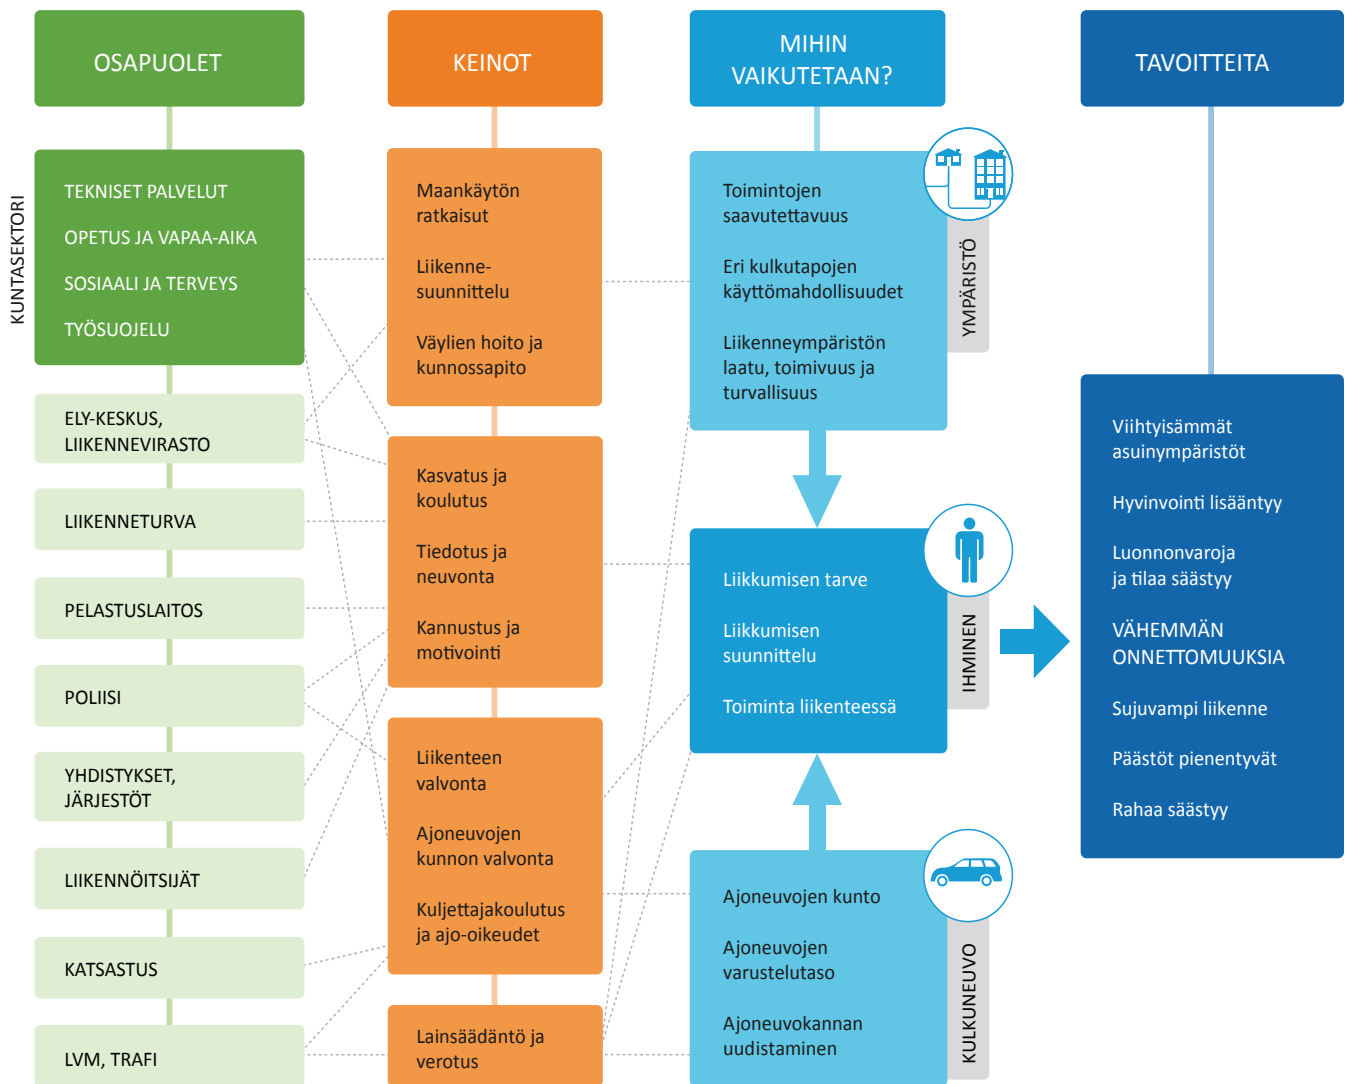 OSAPUOLET
KUNTASEKTORI
TEKNISET PALVELUT
OPETUS JA VAPAA-AIKA
SOSIAALI JA TERVEYS
TYÖSUOJELU
ELY-KESKUS,
LIIKENNEVIRASTO
LIIKENNETURVA
PELASTUSLAITOS
POLIISI
YHDISTYKSET,
JÄRJESTÖT
LIIKENNÖITSIJÄT
KATSASTUS
LVM, TRAFI
KEINOT
Maankäytön
ratkaisut
Liikenne-
suunnittelu
Väylien hoito ja
kunnossapito
Kasvatus ja
koulutus
Tiedotus ja
neuvonta
Kannustus ja
motivointi
Liikenteen
valvonta
Ajoneuvojen
kunnon valvonta
Kuljettajakoulutus
ja ajo-oikeudet
Lainsäädäntö ja
verotus
MIHIN
VAIKUTETAAN?
Toimintojen
saavutettavuus
Eri kulkutapojen
käyttömahdollisuudet
Liikenneympäristön
laatu, toimivuus ja
turvallisuus
YMPÄRISTÖ
Liikkumisen tarve
Liikkumisen
suunnittelu
Toiminta liikenteessä
IHMINEN
Ajoneuvojen kunto
Ajoneuvojen
varustelutaso
Ajoneuvokannan
uudistaminen
KULKUNEUVO
TAVOITTEITA
Viihtyisämmät
asuinympäristöt
Hyvinvointi lisääntyy
Luonnonvaroja
ja tilaa säästyy
VÄHEMMÄN
ONNETTOMUUKSIA
Sujuvampi liikenne
Päästöt pienentyvät
Rahaa säästyy